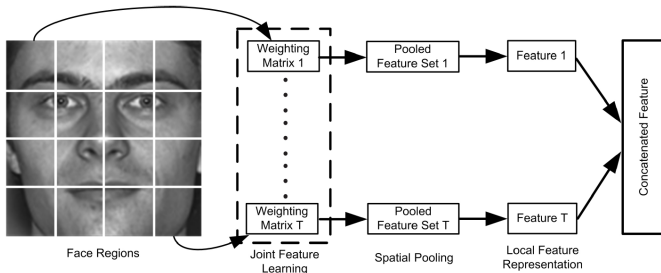 Weighting
Matrix 1
Pooled
Feature Set 1
Feature 1
Concatenated Feature
Weighting
Matrix T
Pooled
Feature Set T
Feature T
Face Regions
Joint Feature
Learning
Spatial Pooling
Local Feature
Representation